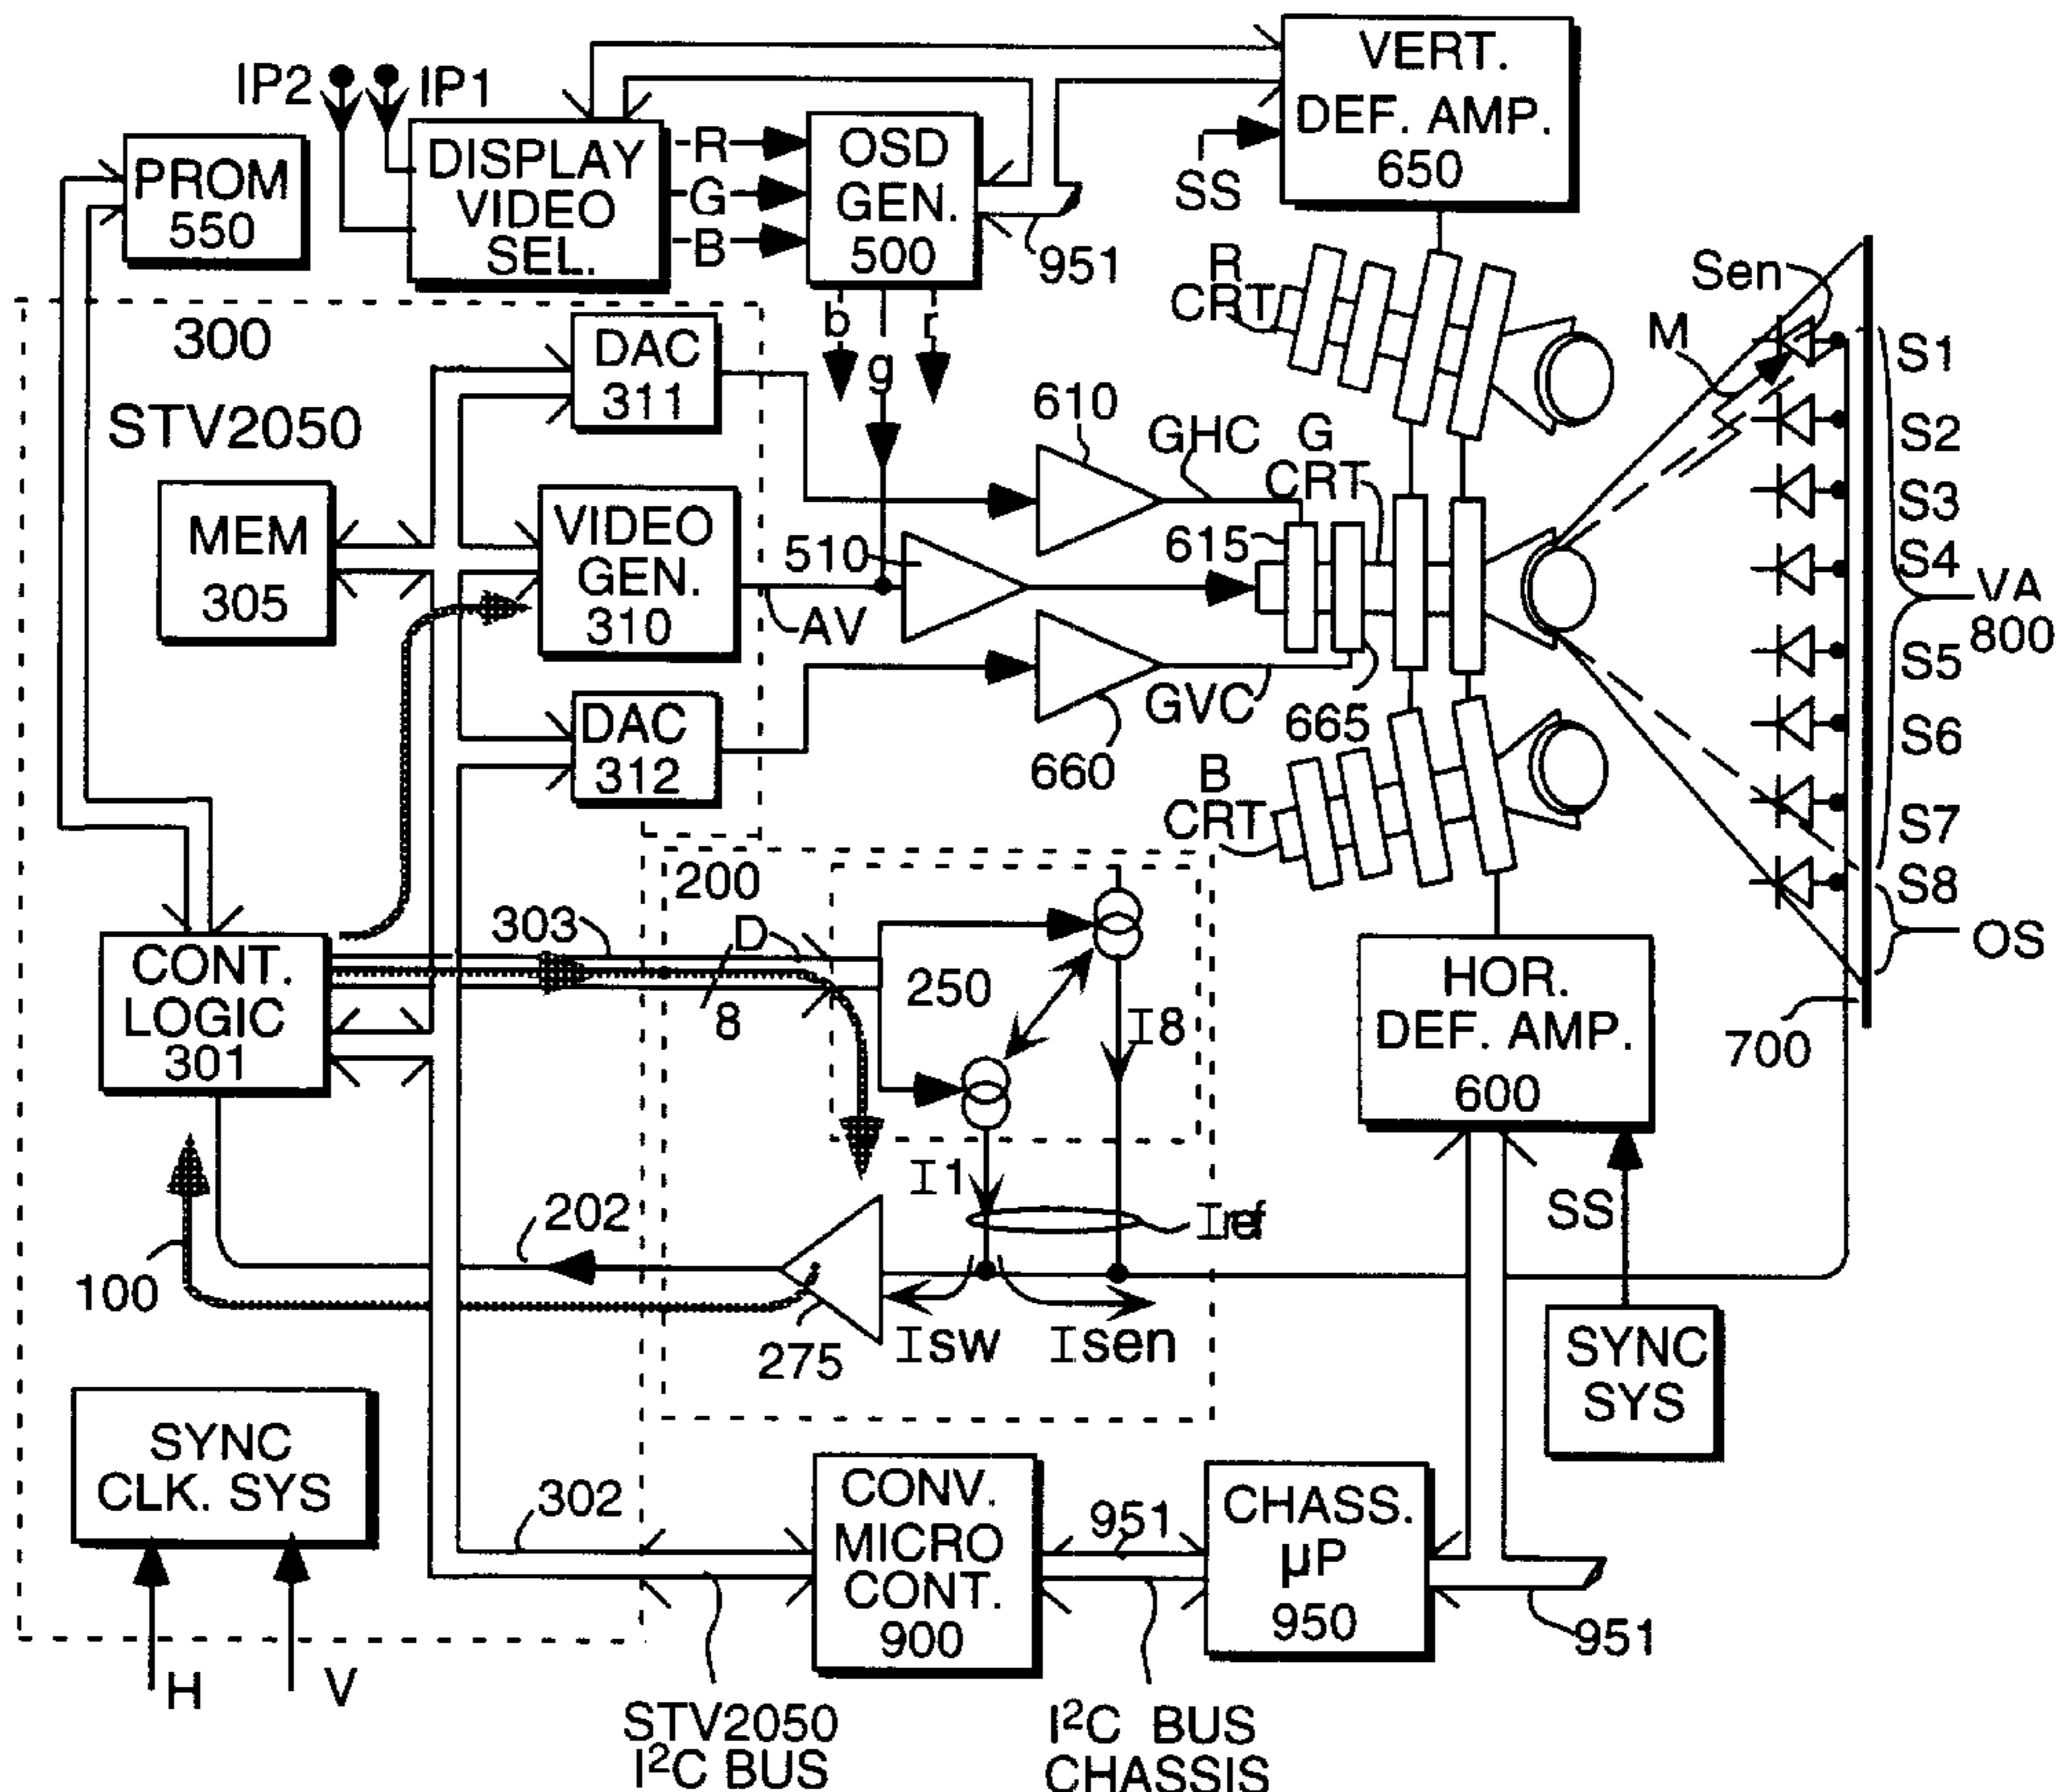 VERT.
DEF. AMP.
650
IP2
IP1
PROM
550
DISPLAY
VIDEO
SEL.
R
G
B
OSD
GEN.
500
951
SS
b
g
r
R
CRT
Sen
M
300
STV2050
DAC
311
MEM
305
VIDEO
GEN.
310
DAC
312
AV
510
610
GHC
G
CRT
615
660
GVC
665
B
CRT
S1
S2
S3
S4
S5
S6
S7
S8
VA
800
OS
700
CONT.
LOGIC
301
303
D
8
200
250
I8
I1
Iref
202
100
275
Isw
Isen
HOR.
DEF. AMP.
600
SS
SYNC
SYS
SYNC
CLK. SYS
H
V
302
CONV.
MICRO
CONT.
900
951
CHASS.
µP
950
951
STV2050
I²C BUS
I²C BUS
CHASSIS